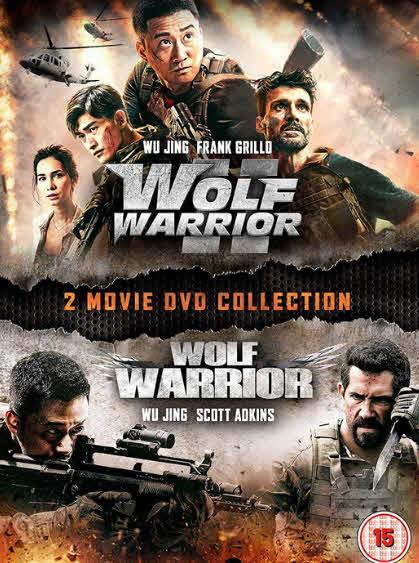 WU JING FRANK GRILLO
WOLF
WARRIOR
II
2 MOVIE DVD COLLECTION
WOLF
WARRIOR
WU JING SCOTT ADKINS
15